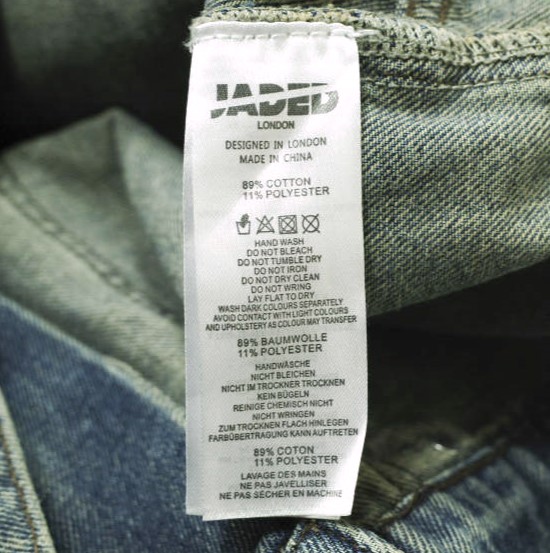 JADED
LONDON
DESIGNED IN LONDON
MADE IN CHINA
89% COTTON
11% POLYESTER
HAND WASH
DO NOT BLEACH
DO NOT TUMBLE DRY
DO NOT IRON
DO NOT DRY CLEAN
DO NOT WRING
LAY FLAT TO DRY
WASH DARK COLOURS SEPARATELY
AVOID CONTACT WITH LIGHT COLOURS
AND UPHOLSTERY AS COLOUR MAY TRANSFER
89% BAUMWOLLE
11% POLYESTER
HANDWÄSCHE
NICHT BLEICHEN
NICHT IM TROCKNER TROCKNEN
KEIN BÜGELN
REINIGE CHEMISCH NICHT
NICHT WRINGEN
ZUM TROCKNEN FLACH HINLEGEN
FARBÜBERTRAGUNG KANN AUFTRETEN
89% COTON
11% POLYESTER
LAVAGE DES MAINS
NE PAS JAVELLISER
NE PAS SÉCHER EN MACHINE